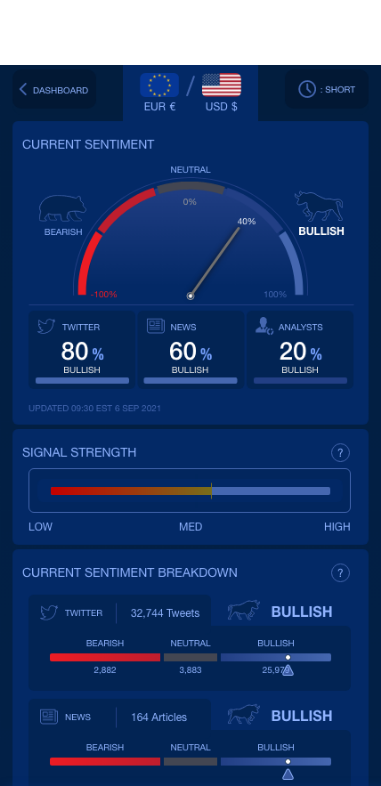 DASHBOARD
/
EUR € USD $
: SHORT
CURRENT SENTIMENT
NEUTRAL
0%
40%
BEARISH
BULLISH
-100%
100%
TWITTER
80 %
BULLISH
NEWS
60 %
BULLISH
ANALYSTS
20 %
BULLISH
UPDATED 09:30 EST 6 SEP 2021
SIGNAL STRENGTH ?
LOW MED HIGH
CURRENT SENTIMENT BREAKDOWN ?
TWITTER 32,744 Tweets BULLISH
BEARISH NEUTRAL BULLISH
2,882 3,883 25,979
NEWS 164 Articles BULLISH
BEARISH NEUTRAL BULLISH